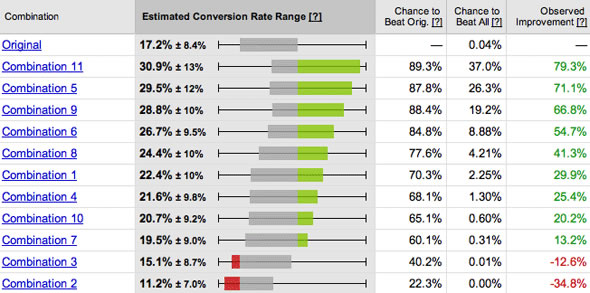 Combination Estimated Conversion Rate Range [?] Chance to Beat Orig. [?] Chance to Beat All [?] Observed Improvement [?]
Original 17.2% ± 8.4% — 0.04% —
Combination 11 30.9% ± 13% 89.3% 37.0% 79.3%
Combination 5 29.5% ± 12% 87.8% 26.3% 71.1%
Combination 9 28.8% ± 10% 88.4% 19.2% 66.8%
Combination 6 26.7% ± 9.5% 84.8% 8.88% 54.7%
Combination 8 24.4% ± 10% 77.6% 4.21% 41.3%
Combination 1 22.4% ± 10% 70.3% 2.25% 29.9%
Combination 4 21.6% ± 9.8% 68.1% 1.30% 25.4%
Combination 10 20.7% ± 9.2% 65.1% 0.60% 20.2%
Combination 7 19.5% ± 9.0% 60.1% 0.31% 13.2%
Combination 3 15.1% ± 8.7% 40.2% 0.01% -12.6%
Combination 2 11.2% ± 7.0% 22.3% 0.00% -34.8%